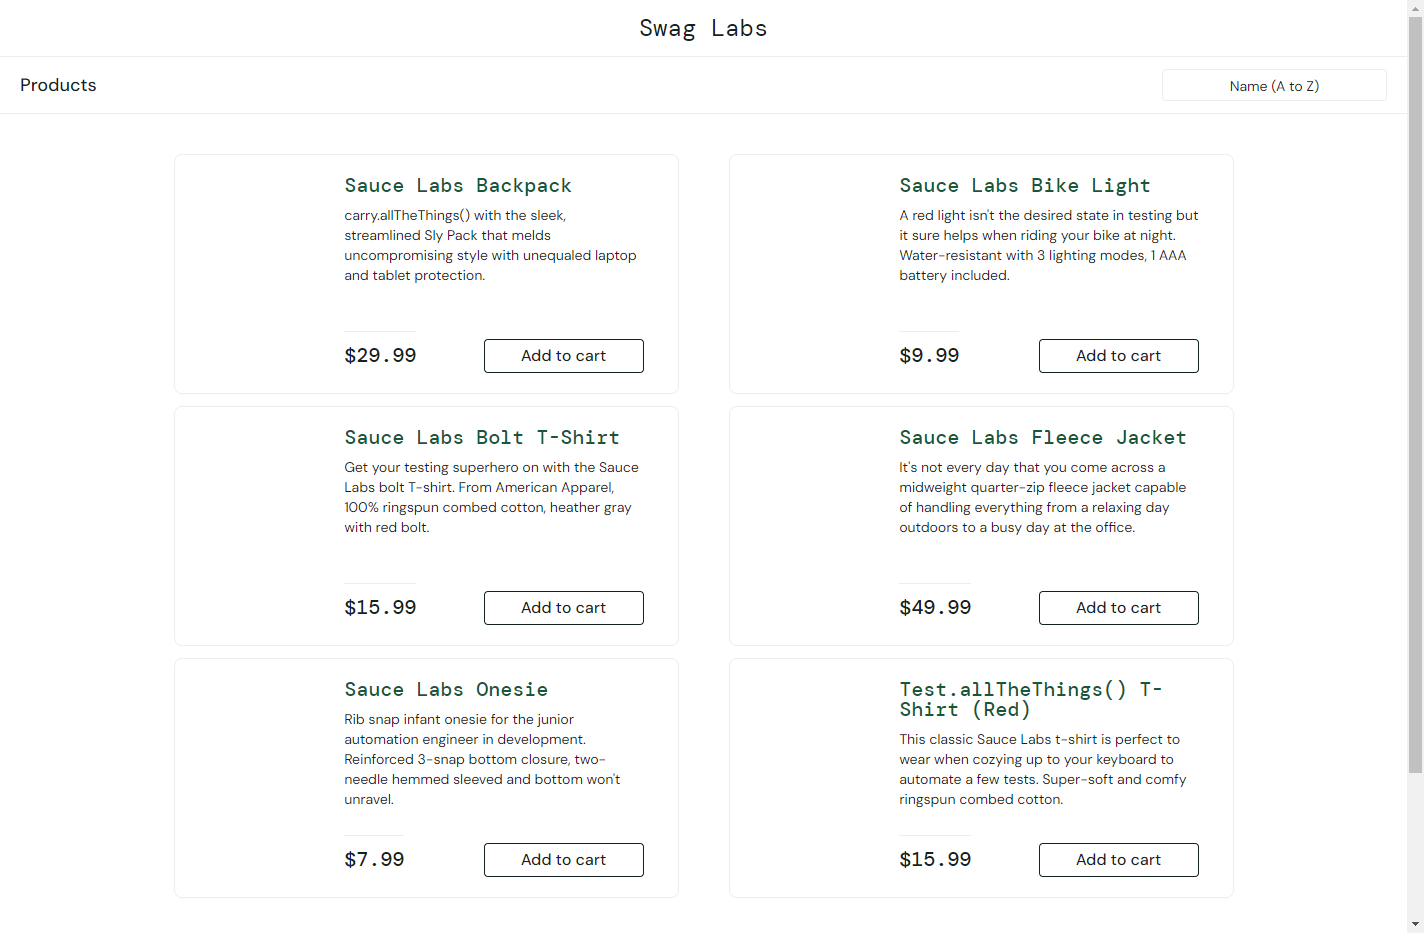 Swag Labs
Products
Name (A to Z)
Sauce Labs Backpack
carry.allTheThings() with the sleek,
streamlined Sly Pack that melds
uncompromising style with unequaled laptop
and tablet protection.
$29.99
Add to cart
Sauce Labs Bike Light
A red light isn't the desired state in testing but
it sure helps when riding your bike at night.
Water-resistant with 3 lighting modes, 1 AAA
battery included.
$9.99
Add to cart
Sauce Labs Bolt T-Shirt
Get your testing superhero on with the Sauce
Labs bolt T-shirt. From American Apparel,
100% ringspun combed cotton, heather gray
with red bolt.
$15.99
Add to cart
Sauce Labs Fleece Jacket
It's not every day that you come across a
midweight quarter-zip fleece jacket capable
of handling everything from a relaxing day
outdoors to a busy day at the office.
$49.99
Add to cart
Sauce Labs Onesie
Rib snap infant onesie for the junior
automation engineer in development.
Reinforced 3-snap bottom closure, two-
needle hemmed sleeved and bottom won't
unravel.
$7.99
Add to cart
Test.allTheThings() T-
Shirt (Red)
This classic Sauce Labs t-shirt is perfect to
wear when cozying up to your keyboard to
automate a few tests. Super-soft and comfy
ringspun combed cotton.
$15.99
Add to cart